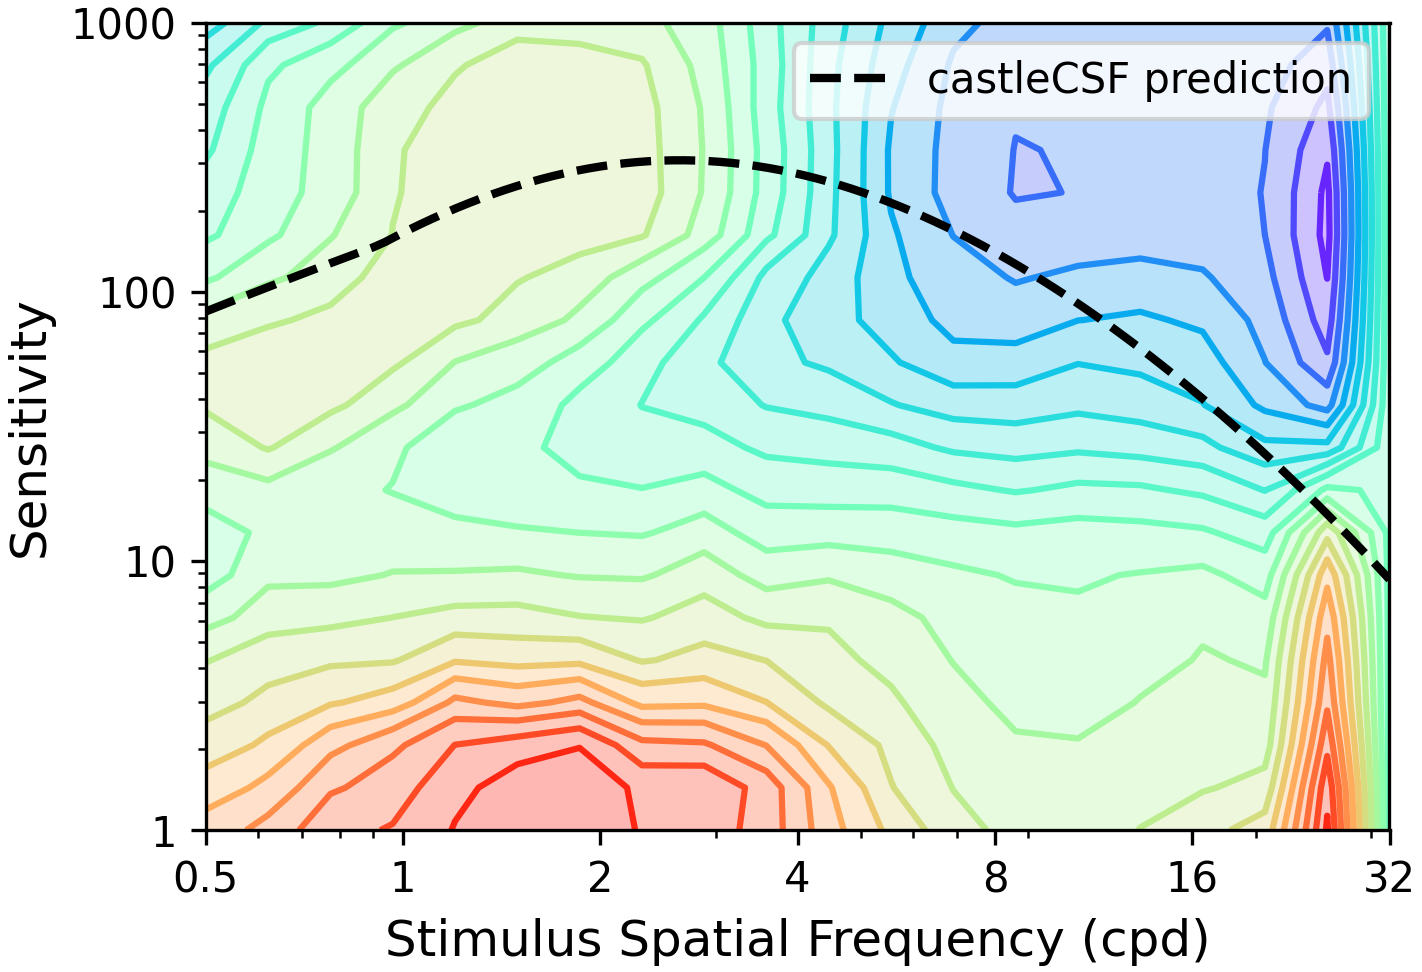 1000
100
10
1
Sensitivity
castleCSF prediction
0.5 1 2 4 8 16 32
Stimulus Spatial Frequency (cpd)